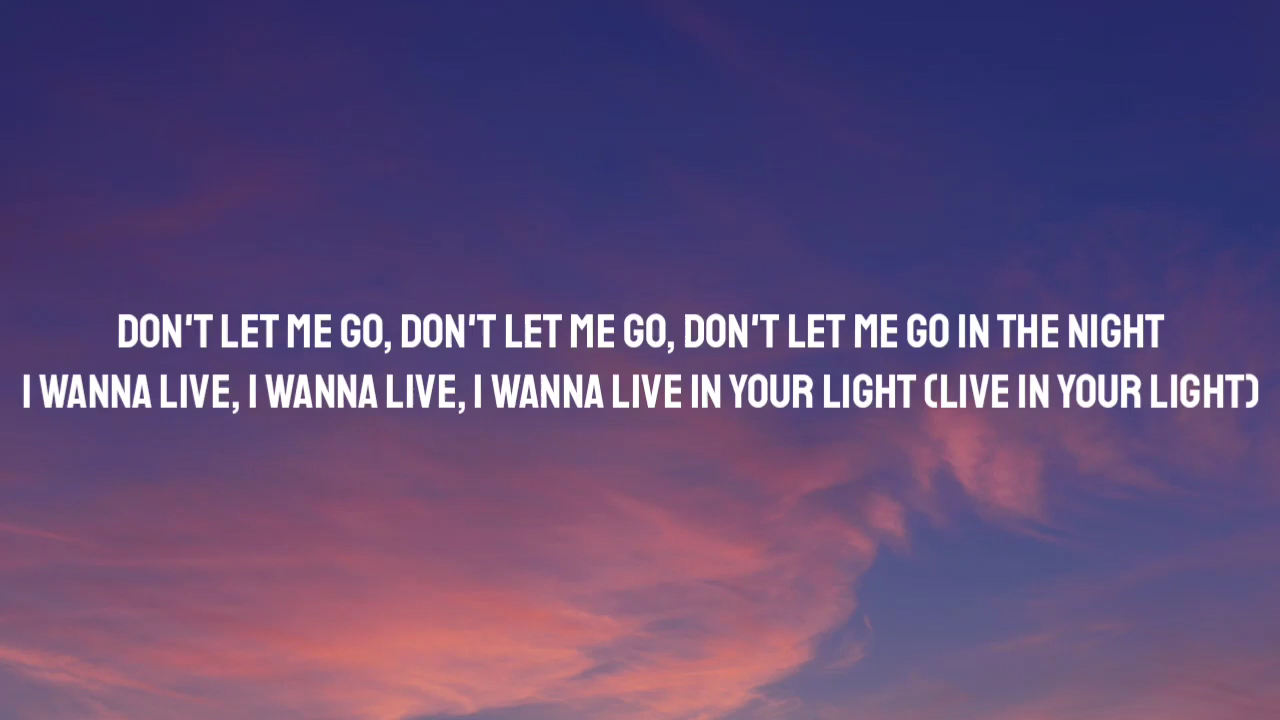 DON'T LET ME GO, DON'T LET ME GO, DON'T LET ME GO IN THE NIGHT
I WANNA LIVE, I WANNA LIVE, I WANNA LIVE IN YOUR LIGHT (LIVE IN YOUR LIGHT)